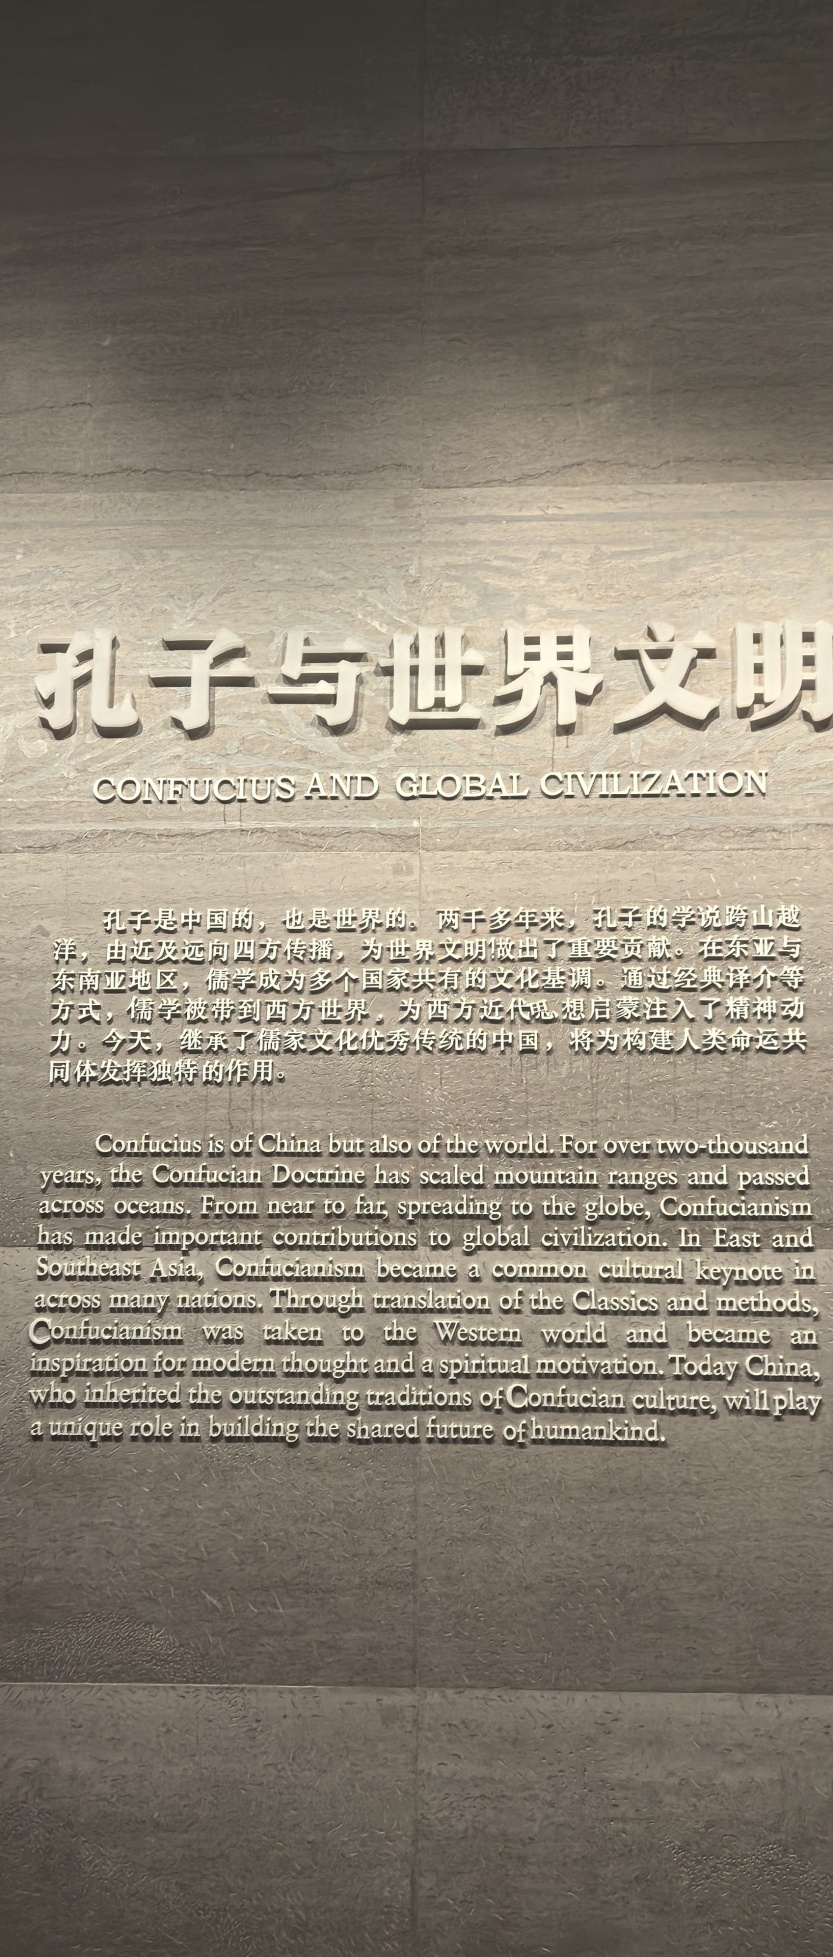 孔子与世界文明
CONFUCIUS AND GLOBAL CIVILIZATION
孔子是中国的，也是世界的。两千多年来，孔子的学说跨山越
洋，由近及远向四方传播，为世界文明做出了重要贡献。在东亚与
东南亚地区，儒学成为多个国家共有的文化基调。通过经典译介等
方式，儒学被带到西方世界，为西方近代思想启蒙注入了精神动
力。今天，继承了儒家文化优秀传统的中国，将为构建人类命运共
同体发挥独特的作用。
Confucius is of China but also of the world. For over two-thousand
years, the Confucian Doctrine has scaled mountain ranges and passed
across oceans. From near to far, spreading to the globe, Confucianism
has made important contributions to global civilization. In East and
Southeast Asia, Confucianism became a common cultural keynote in
across many nations. Through translation of the Classics and methods,
Confucianism was taken to the Western world and became an
inspiration for modern thought and a spiritual motivation. Today China,
who inherited the outstanding traditions of Confucian culture, will play
a unique role in building the shared future of humankind.